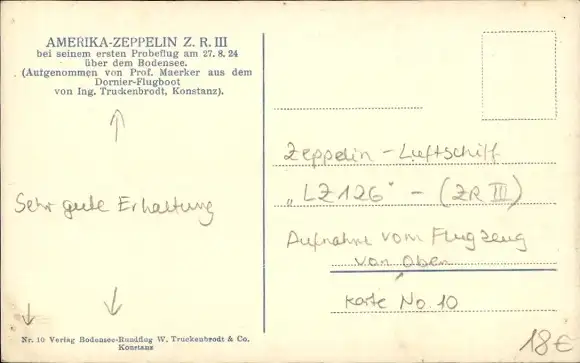 AMERIKA-ZEPPELIN Z. R. III
bei seinem ersten Probeflug am 27. 8. 24
über dem Bodensee.
(Aufgenommen von Prof. Maerker aus dem
Dornier-Flugboot
von Ing. Truckenbrodt, Konstanz).
Sehr gute Erhaltung
Nr. 10 Verlag Bodensee-Rundflug W. Truckenbrodt & Co.
Konstanz
Zeppelin - Luftschiff
„LZ126" - (ZR III)
Aufnahme vom Flugzeug
von Oben
Karte No. 10
18€